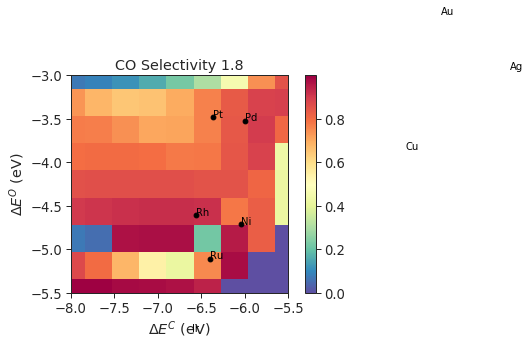 Au
Ag
CO Selectivity 1.8
−3.0
−3.5
−4.0
−4.5
−5.0
−5.5
ΔE^O (eV)
Pt
Pd
Cu
Rh
Ni
Ru
Ir
−8.0 −7.5 −7.0 −6.5 −6.0 −5.5
ΔE^C (eV)
0.8
0.6
0.4
0.2
0.0